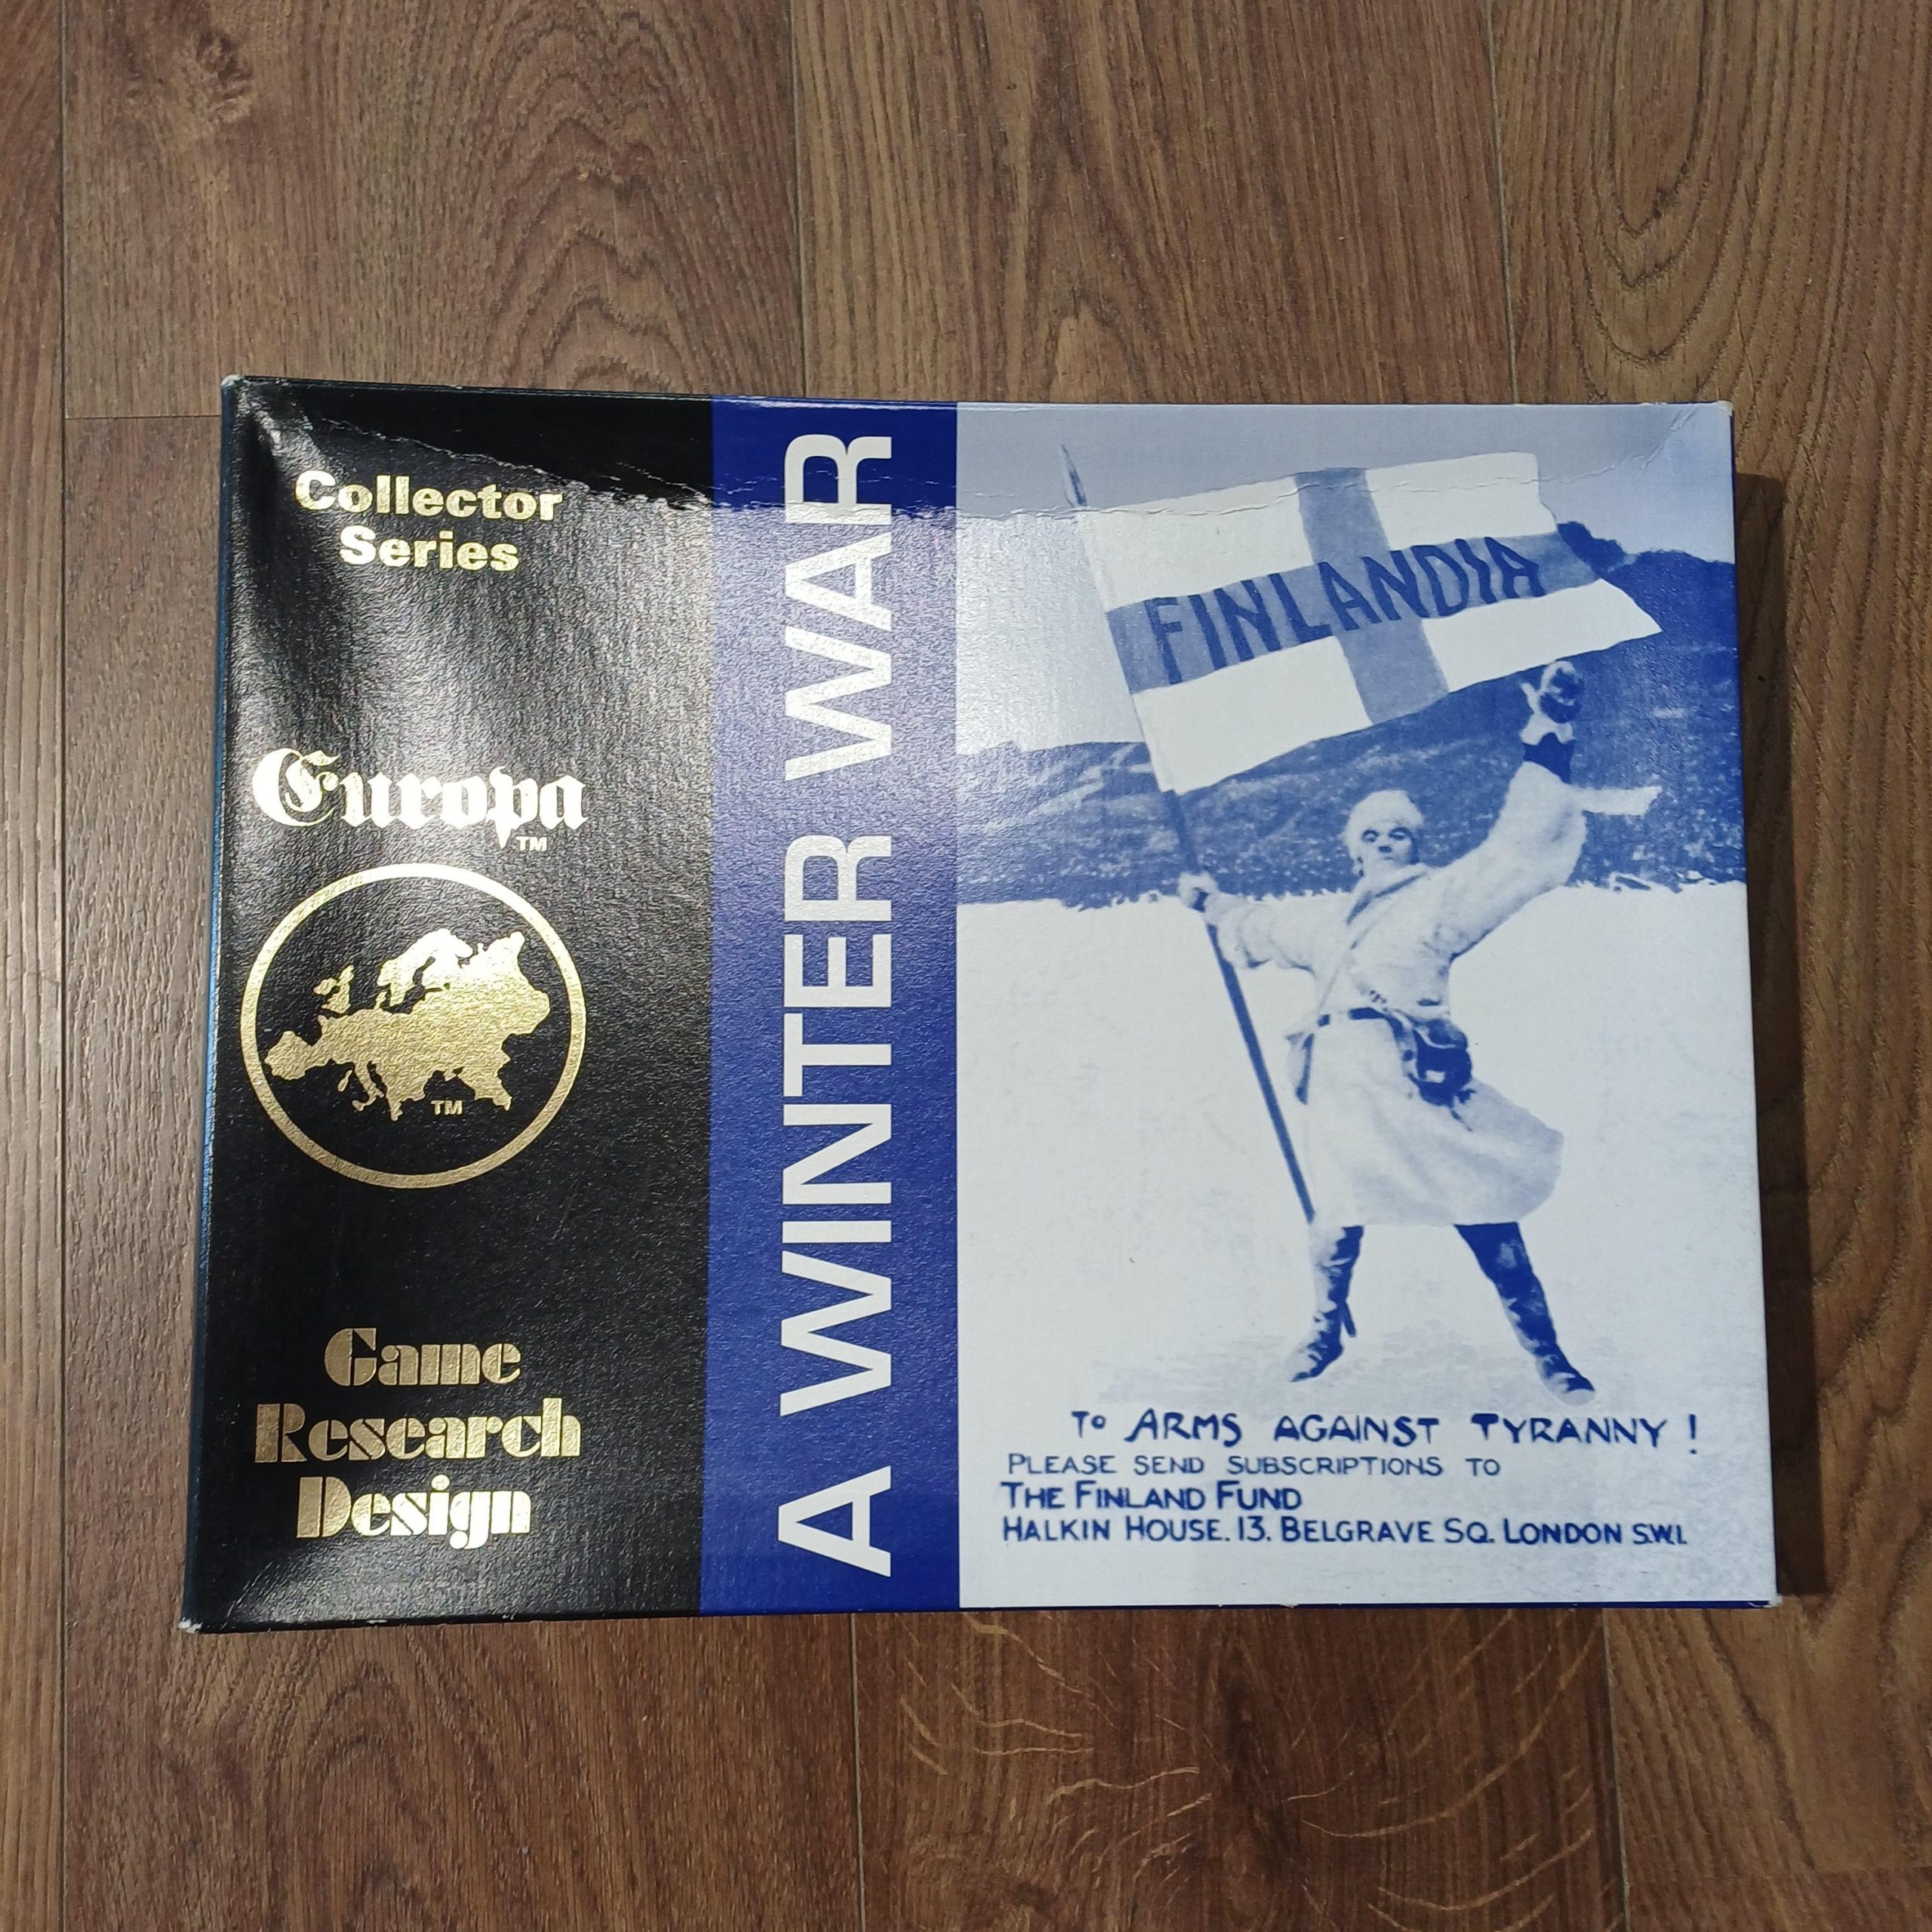 Collector
Series
Europa
TM
TM
Game
Research
Design
A WINTER WAR
FINLANDIA
TO ARMS AGAINST TYRANNY !
PLEASE SEND SUBSCRIPTIONS TO
THE FINLAND FUND
HALKIN HOUSE. 13. BELGRAVE SQ. LONDON S.W.1.